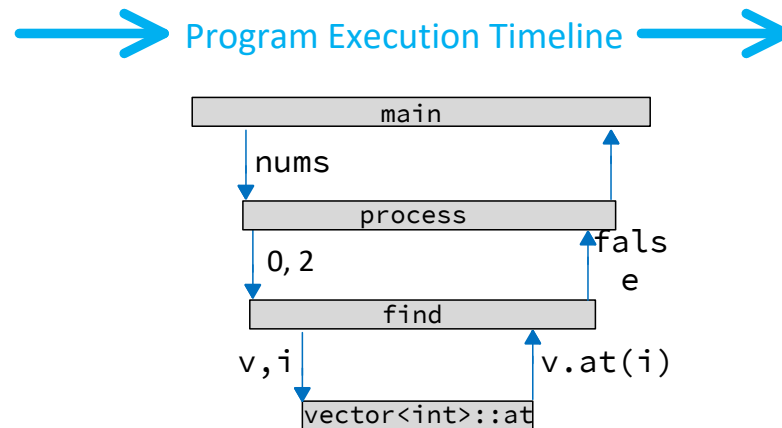 Program Execution Timeline
main
nums
process
0, 2
fals
e
find
v,i
v.at(i)
vector<int>::at